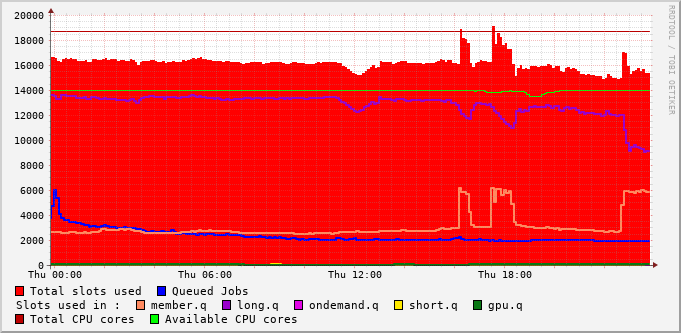 20000
18000
16000
14000
12000
10000
8000
6000
4000
2000
0
Thu 00:00 Thu 06:00 Thu 12:00 Thu 18:00
RRDTOOL / TOBI OETIKER
Total slots used Queued Jobs
Slots used in : member.q long.q ondemand.q short.q gpu.q
Total CPU cores Available CPU cores